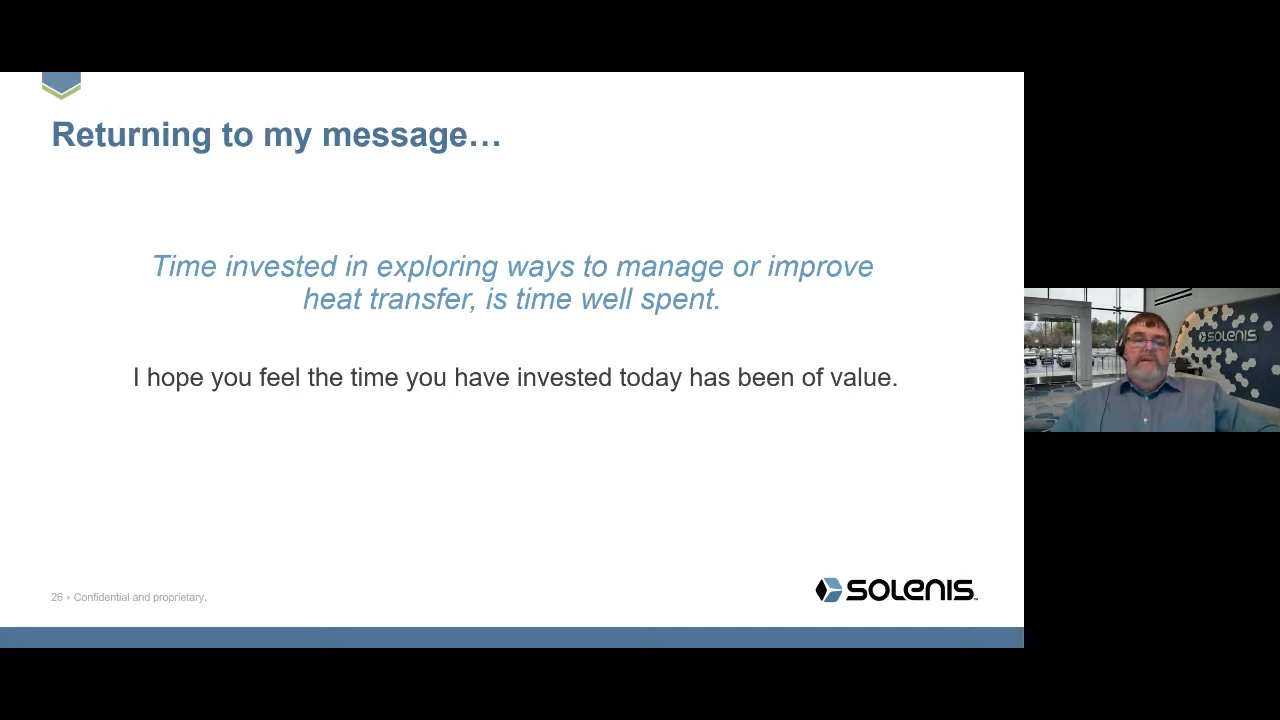 Returning to my message…
Time invested in exploring ways to manage or improve
heat transfer, is time well spent.
I hope you feel the time you have invested today has been of value.
26 • Confidential and proprietary.
SOLENIS™
SOLENIS